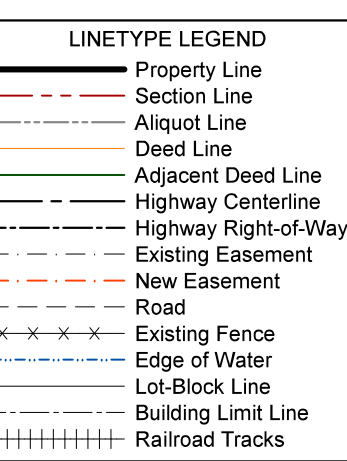 LINETYPE LEGEND
Property Line
Section Line
Aliquot Line
Deed Line
Adjacent Deed Line
Highway Centerline
Highway Right-of-Way
Existing Easement
New Easement
Road
Existing Fence
Edge of Water
Lot-Block Line
Building Limit Line
Railroad Tracks